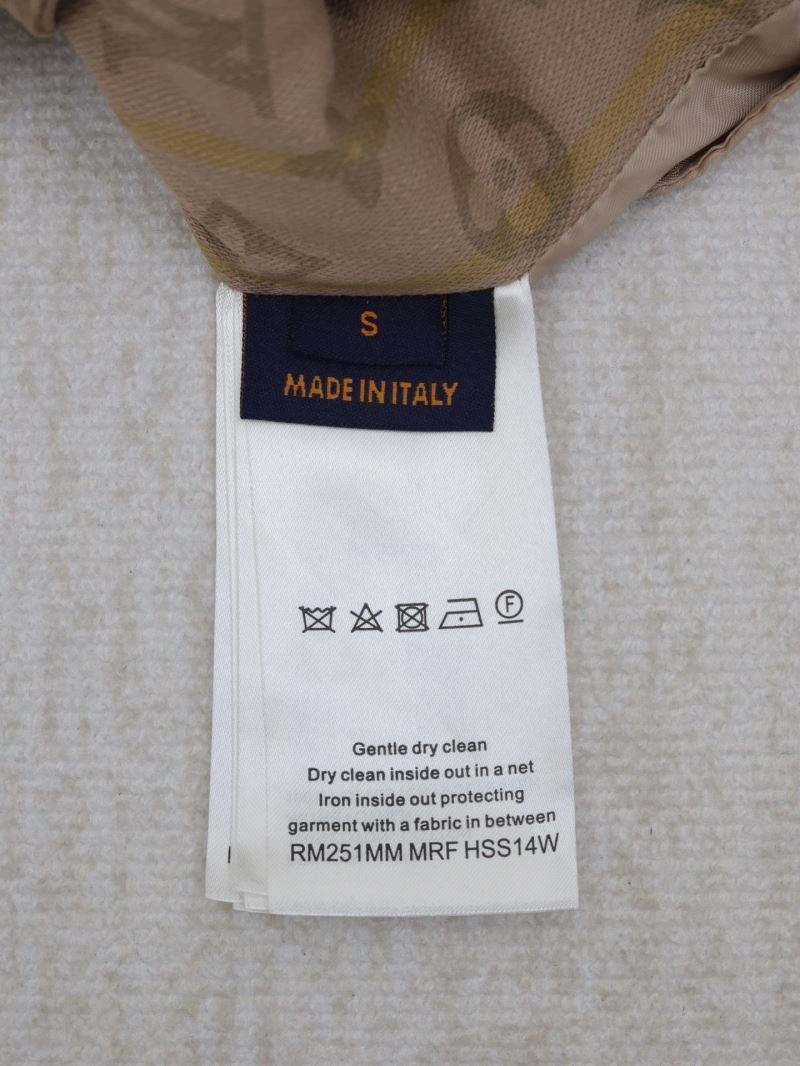 S
MADE IN ITALY
F
Gentle dry clean
Dry clean inside out in a net
Iron inside out protecting
garment with a fabric in between
RM251MM MRF HSS14W